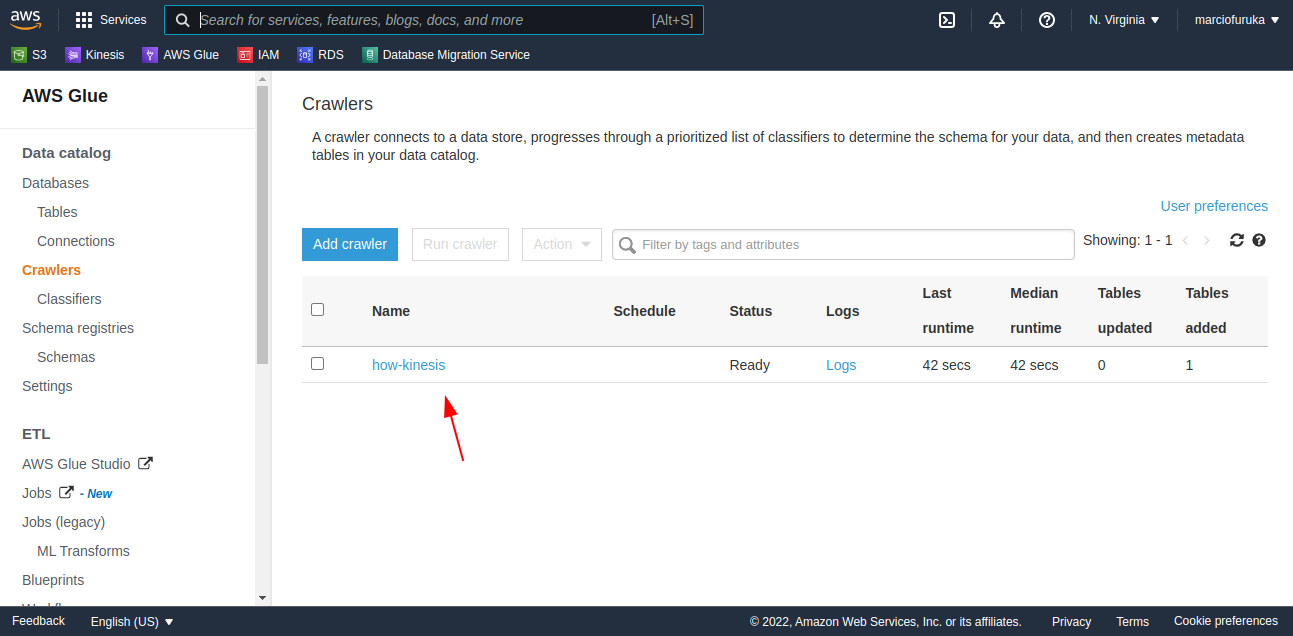 aws
Services
Search for services, features, blogs, docs, and more [Alt+S]
N. Virginia
marciofuruka
S3
Kinesis
AWS Glue
IAM
RDS
Database Migration Service
AWS Glue
Data catalog
Databases
Tables
Connections
Crawlers
Classifiers
Schema registries
Schemas
Settings
ETL
AWS Glue Studio
Jobs - New
Jobs (legacy)
ML Transforms
Blueprints
Crawlers
A crawler connects to a data store, progresses through a prioritized list of classifiers to determine the schema for your data, and then creates metadata
tables in your data catalog.
User preferences
Add crawler
Run crawler
Action
Filter by tags and attributes
Showing: 1 - 1
Name Schedule Status Logs Last runtime Median runtime Tables updated Tables added
how-kinesis Ready Logs 42 secs 42 secs 0 1
Feedback
English (US)
© 2022, Amazon Web Services, Inc. or its affiliates.
Privacy
Terms
Cookie preferences